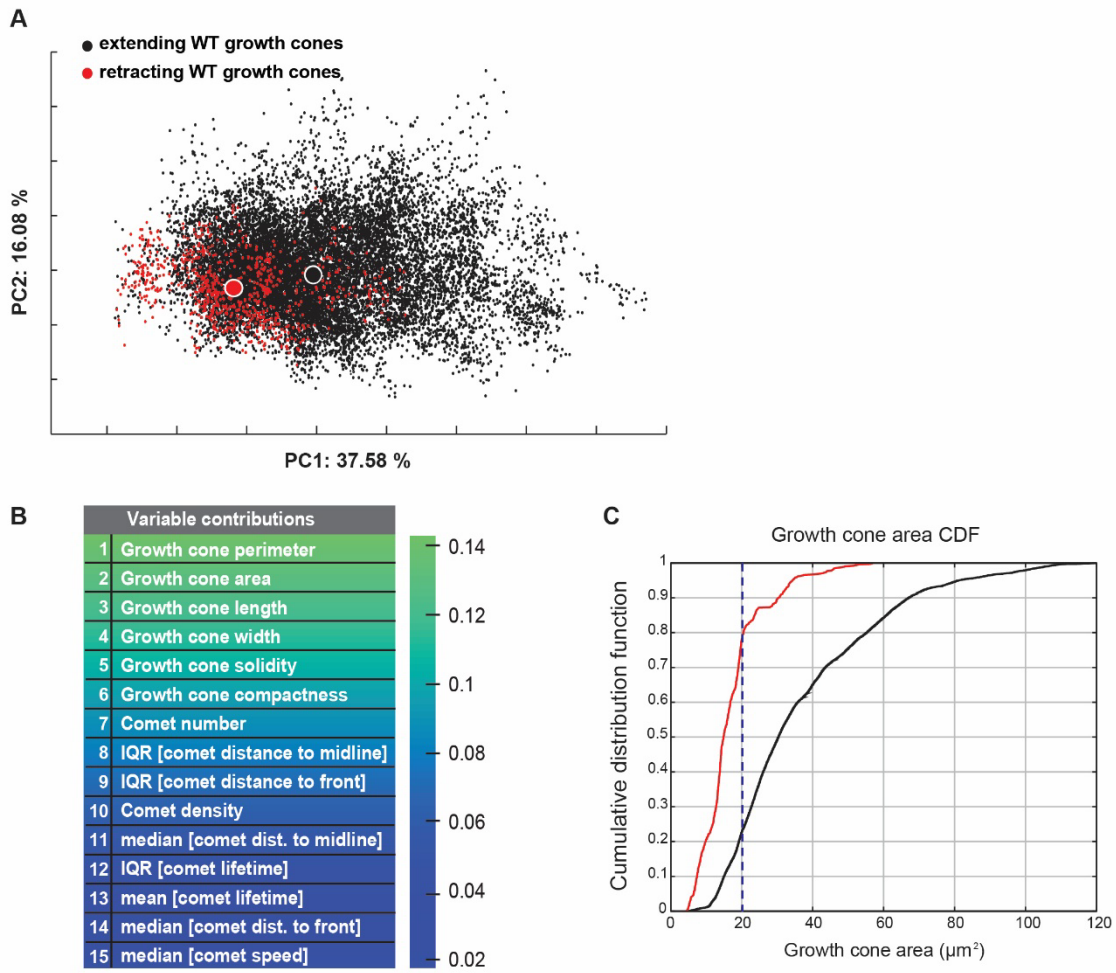 A
extending WT growth cones
retracting WT growth cones
PC2: 16.08 %
PC1: 37.58 %
B
Variable contributions
1 Growth cone perimeter
2 Growth cone area
3 Growth cone length
4 Growth cone width
5 Growth cone solidity
6 Growth cone compactness
7 Comet number
8 IQR [comet distance to midline]
9 IQR [comet distance to front]
10 Comet density
11 median [comet dist. to midline]
12 IQR [comet lifetime]
13 mean [comet lifetime]
14 median [comet dist. to front]
15 median [comet speed]
0.14
0.12
0.1
0.08
0.06
0.04
0.02
C
Growth cone area CDF
Cumulative distribution function
1
0.9
0.8
0.7
0.6
0.5
0.4
0.3
0.2
0.1
0
0 20 40 60 80 100 120
Growth cone area (µm²)